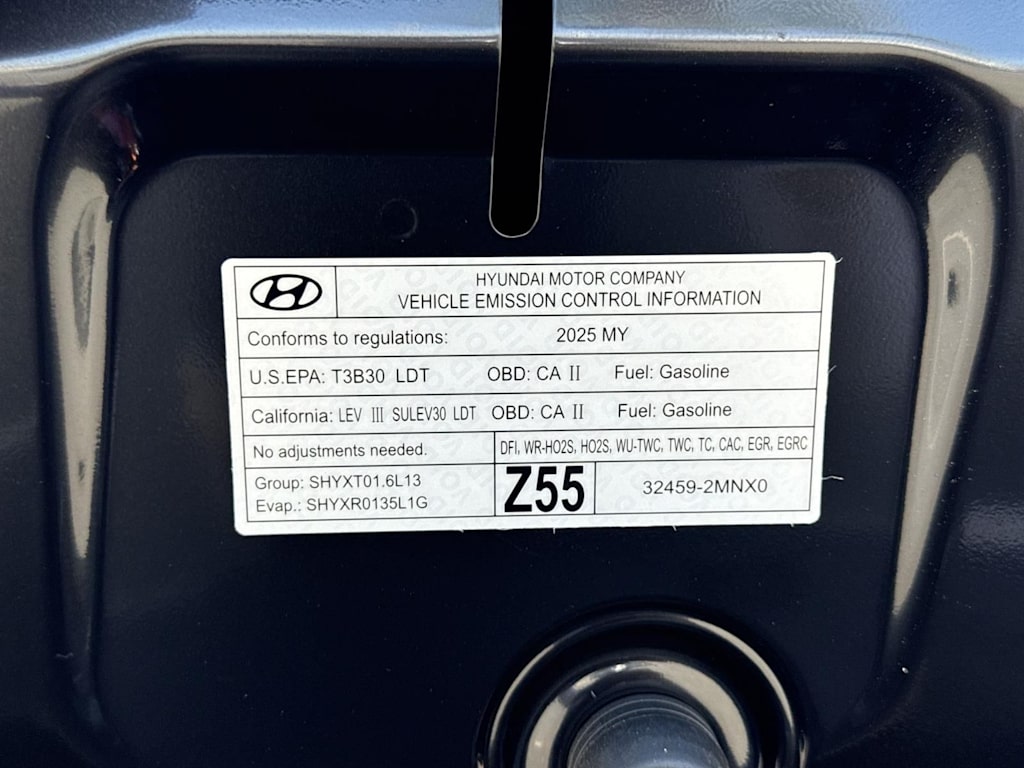 HYUNDAI MOTOR COMPANY
VEHICLE EMISSION CONTROL INFORMATION
Conforms to regulations: 2025 MY
U.S.EPA: T3B30 LDT OBD: CA II Fuel: Gasoline
California: LEV III SULEV30 LDT OBD: CA II Fuel: Gasoline
No adjustments needed. DFI, WR-HO2S, HO2S, WU-TWC, TWC, TC, CAC, EGR, EGRC
Group: SHYXT01.6L13
Evap.: SHYXR0135L1G
Z55
32459-2MNX0